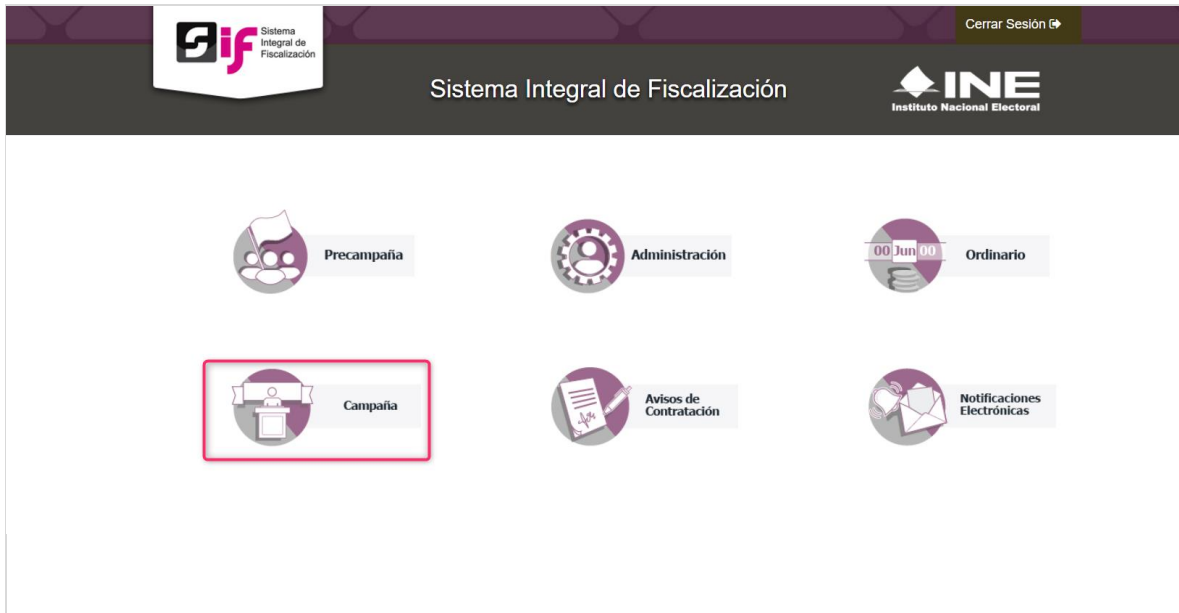 Cerrar Sesión
Sif
Sistema
Integral de
Fiscalización
Sistema Integral de Fiscalización
INE
Instituto Nacional Electoral
Precampaña
Administración
00 Jun 00
Ordinario
Campaña
Avisos de
Contratación
Notificaciones
Electrónicas